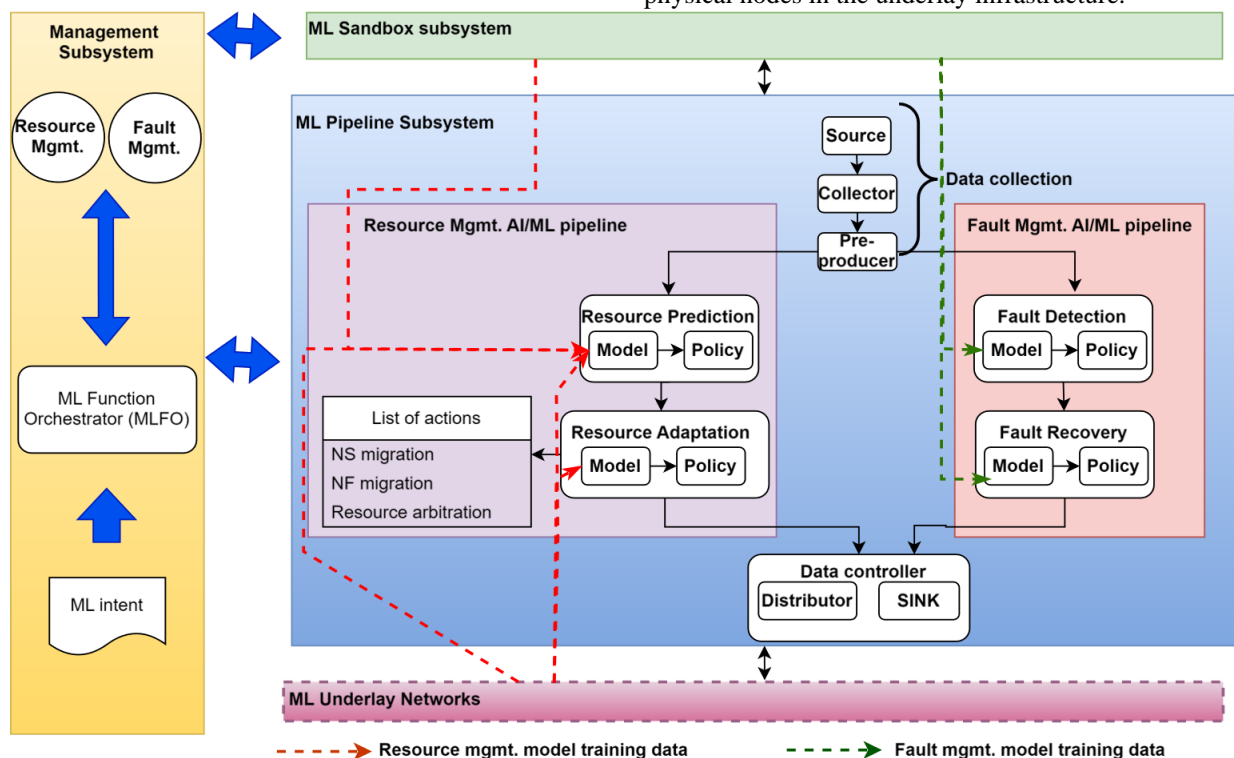 physical nodes in the underlay infrastructure.
Management
Subsystem
Resource
Mgmt.
Fault
Mgmt.
ML Function
Orchestrator (MLFO)
ML intent
ML Sandbox subsystem
ML Pipeline Subsystem
Source
Collector
Pre-
producer
Data collection
Resource Mgmt. AI/ML pipeline
Resource Prediction
Model
Policy
Resource Adaptation
Model
Policy
List of actions
NS migration
NF migration
Resource arbitration
Fault Mgmt. AI/ML pipeline
Fault Detection
Model
Policy
Fault Recovery
Model
Policy
Data controller
Distributor
SINK
ML Underlay Networks
Resource mgmt. model training data
Fault mgmt. model training data